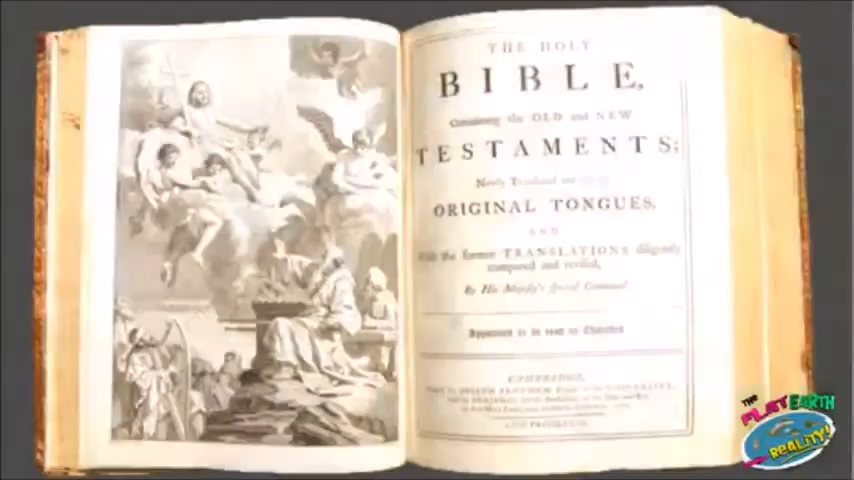 THE HOLY
BIBLE,
Containing the OLD and NEW
TESTAMENTS;
Newly Translated out
ORIGINAL TONGUES,
AND
the former TRANSLATIONS diligently
compared and revised,
By His Majesty's Special Command
Appointed to be read in Churches
CAMBRIDGE,
THE
FLAT EARTH
REALITY!